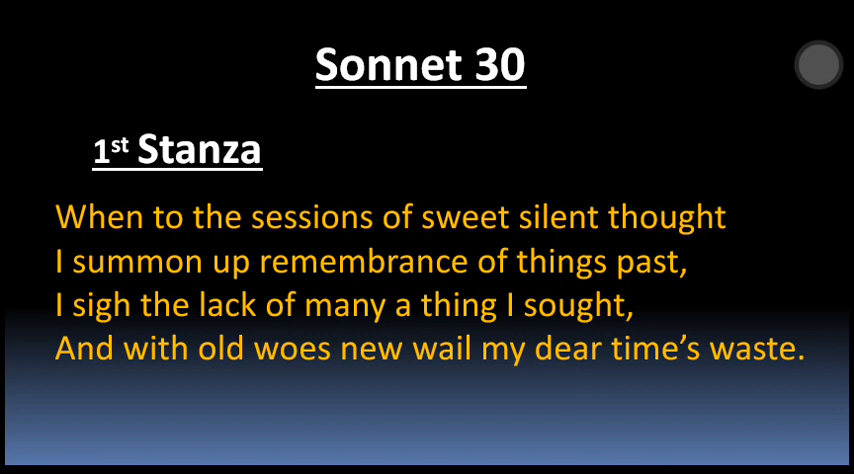 Sonnet 30
1st Stanza
When to the sessions of sweet silent thought
I summon up remembrance of things past,
I sigh the lack of many a thing I sought,
And with old woes new wail my dear time’s waste.